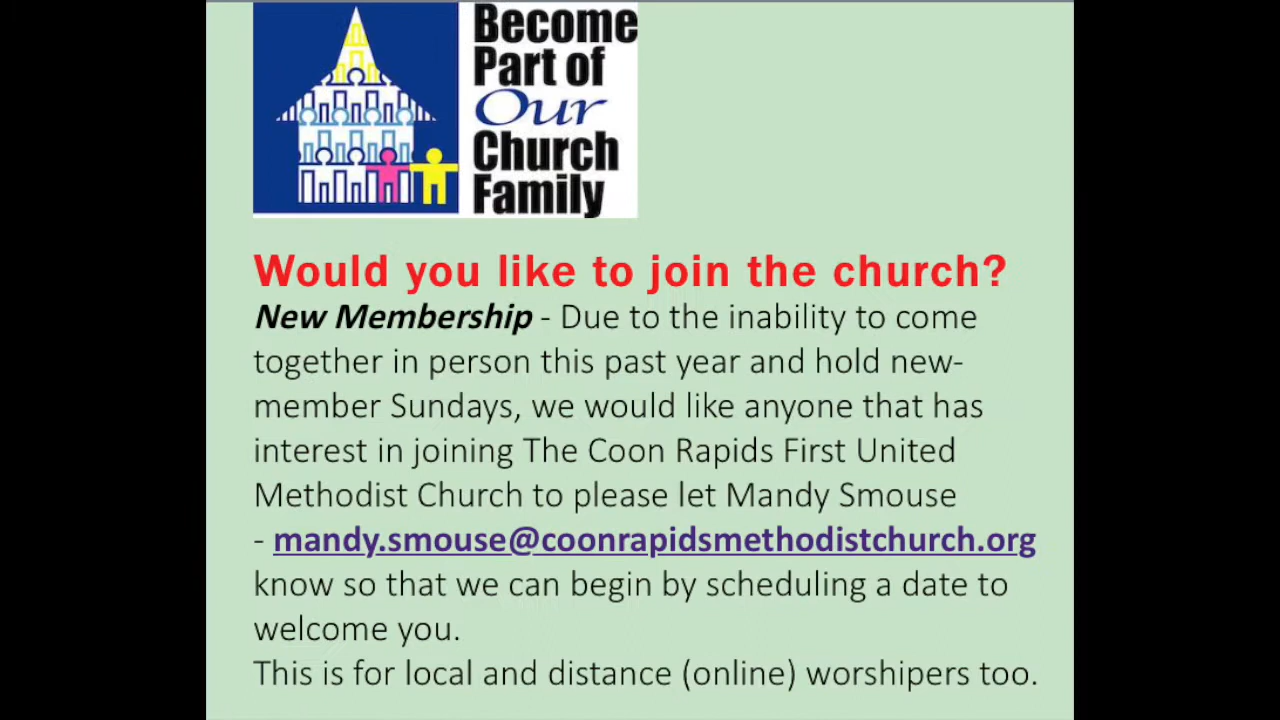 Become
Part of
Our
Church
Family
Would you like to join the church?
New Membership - Due to the inability to come
together in person this past year and hold new-
member Sundays, we would like anyone that has
interest in joining The Coon Rapids First United
Methodist Church to please let Mandy Smouse
- mandy.smouse@coonrapidsmethodistchurch.org
know so that we can begin by scheduling a date to
welcome you.
This is for local and distance (online) worshipers too.